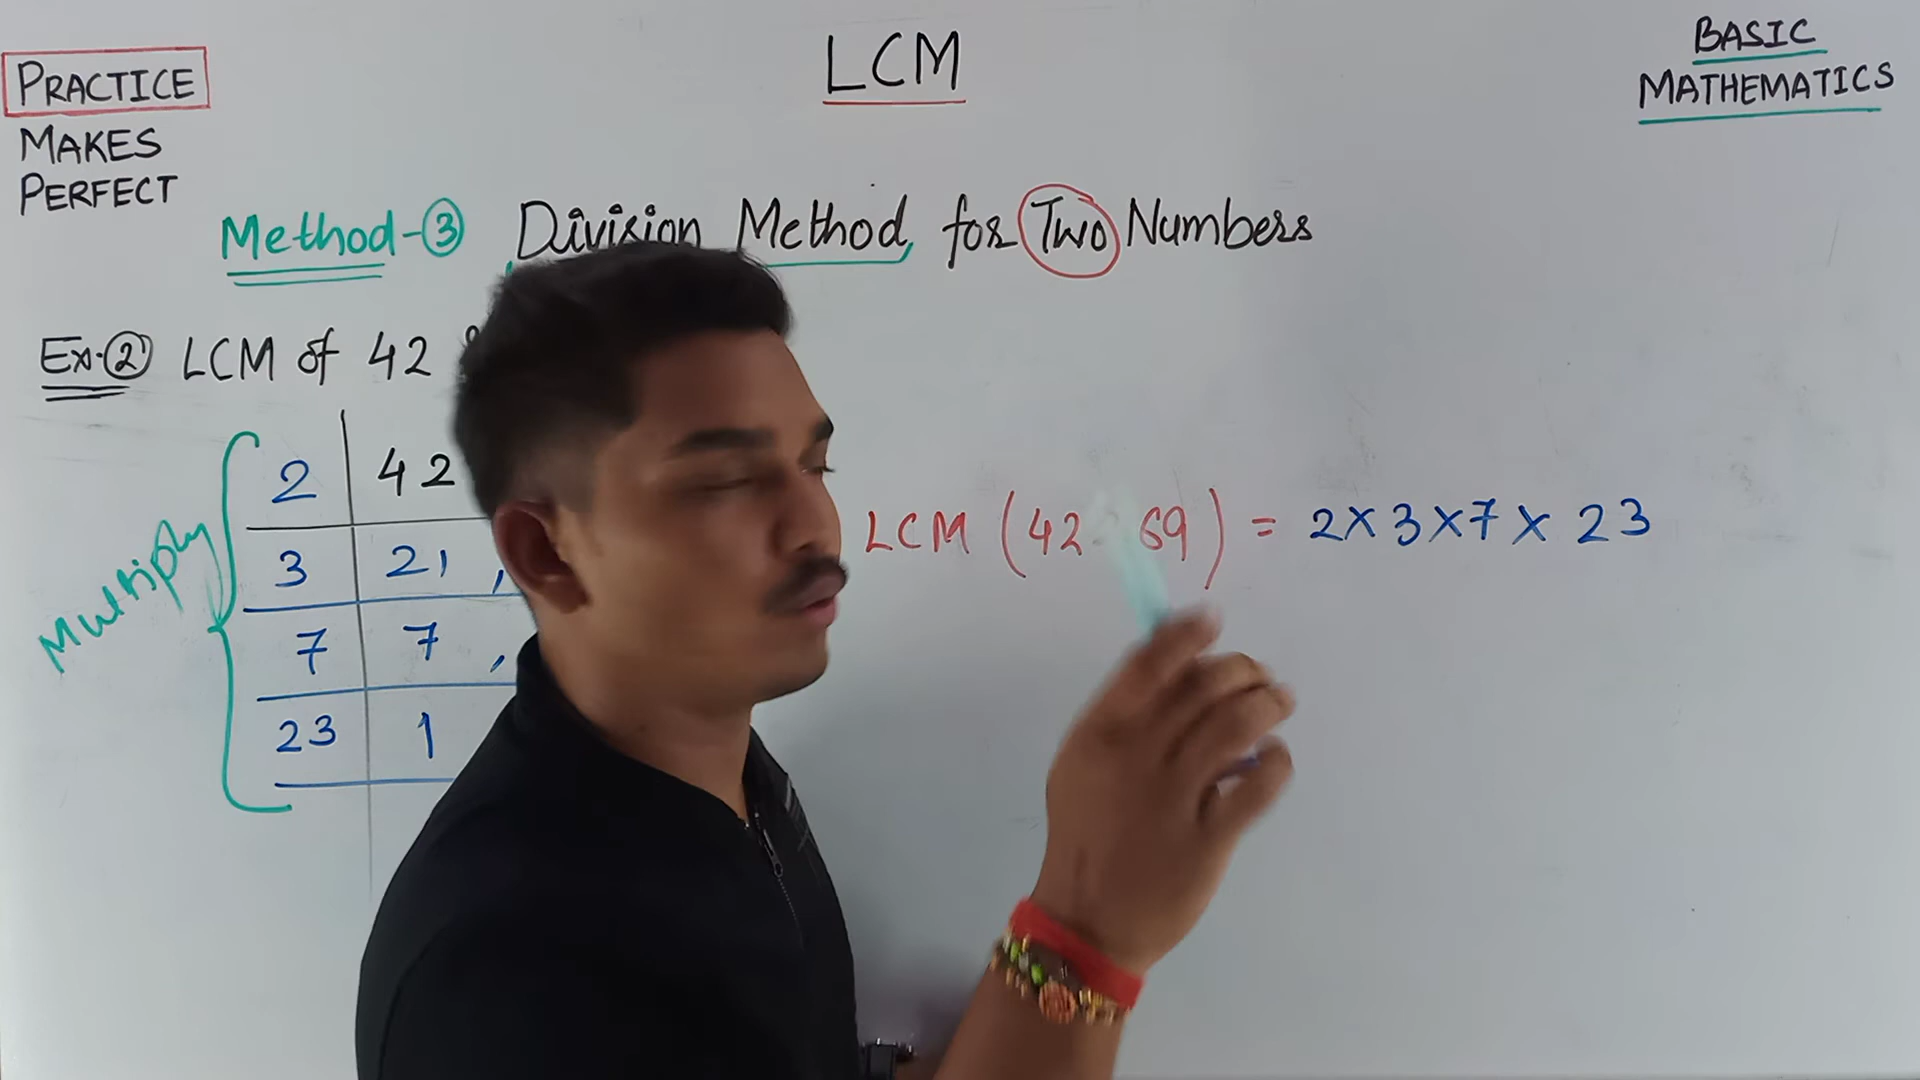 PRACTICE
MAKES
PERFECT
LCM
BASIC
MATHEMATICS
Method-③ Division Method for Two Numbers
Ex-② LCM of 42
Multiply
2 42
3 21,
7 7,
23 1
LCM (42 69) = 2×3×7×23